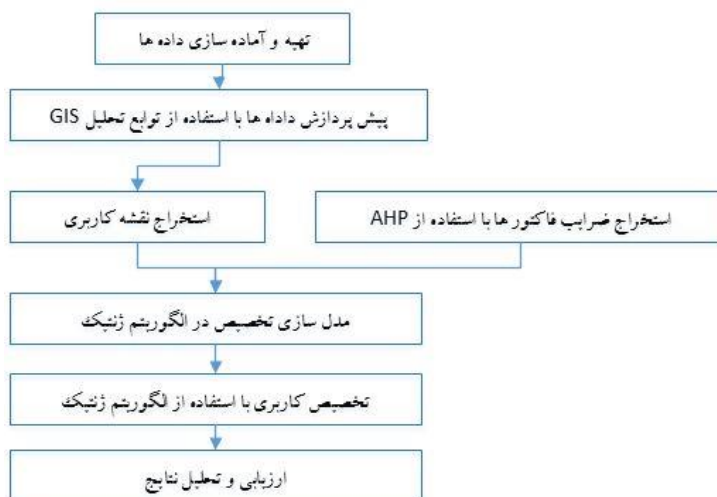 تهیه و آماده سازی داده ها
پیش پردازش داداه ها با استفاده از توابع تحلیل GIS
استخراج ضرایب فاکتور ها با استفاده از AHP
استخراج نقشه کاربری
مدل سازی تخصیص در الگوریتم ژنتیک
تخصیص کاربری با استفاده از الگوریتم ژنتیک
ارزیابی و تحلیل نتایج